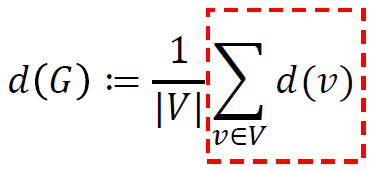 d(G) ≔ 1/|V| ∑_{v∈V} d(v)